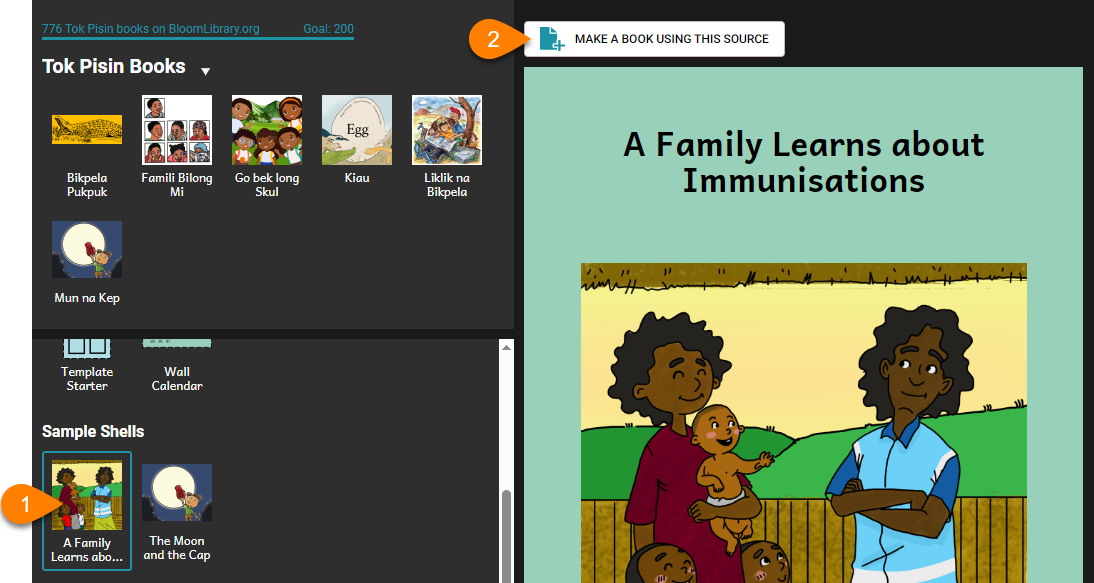 776 Tok Pisin books on BloomLibrary.org Goal: 200
Tok Pisin Books
Bikpela
Pukpuk
Famili Bilong
Mi
Go bek long
Skul
Egg
Kiau
Liklik na
Bikpela
Mun na Kep
Template
Starter
Wall
Calendar
Sample Shells
1
A Family
Learns abo...
The Moon
and the Cap
2
MAKE A BOOK USING THIS SOURCE
A Family Learns about
Immunisations